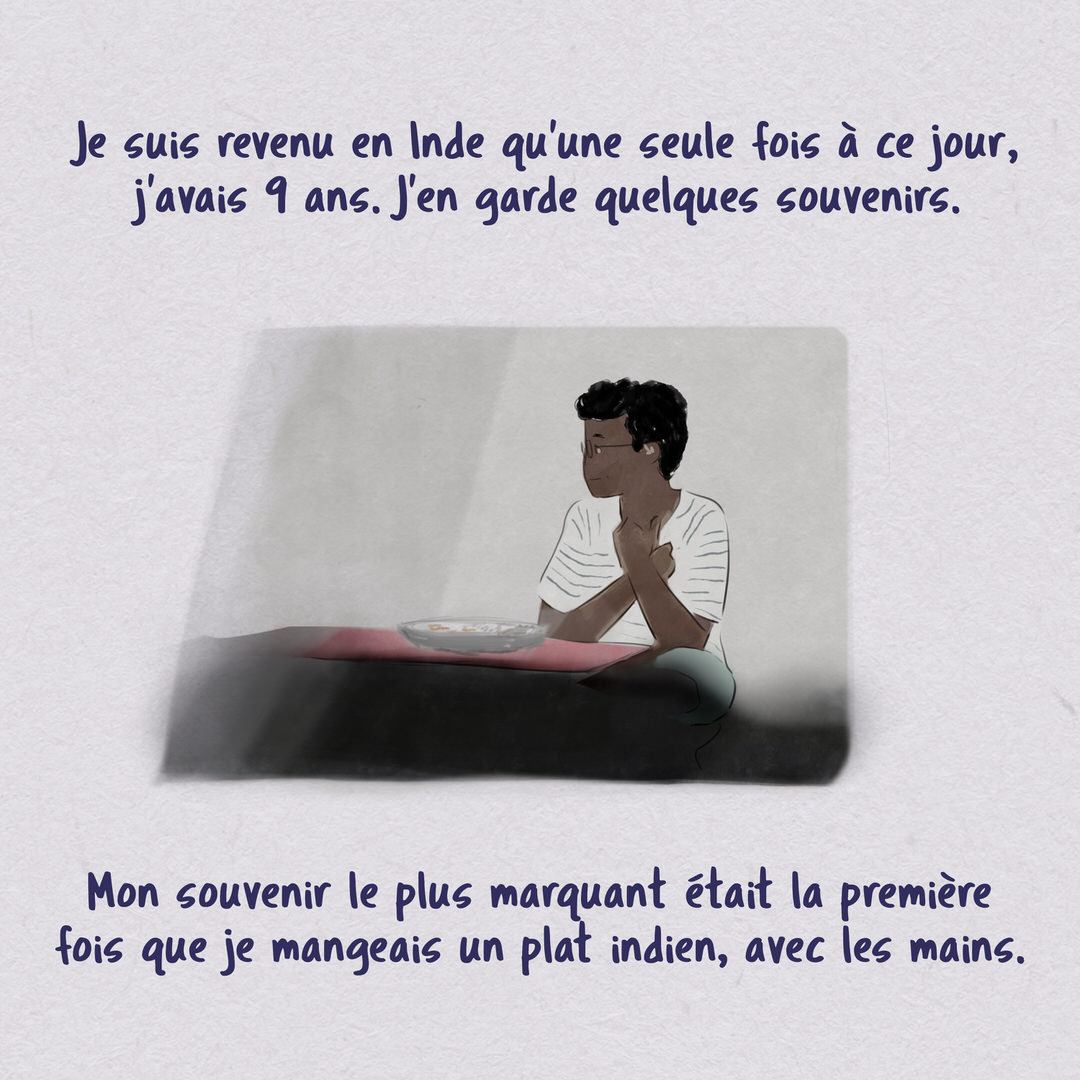 Je suis revenu en Inde qu'une seule fois à ce jour,
j'avais 9 ans. J'en garde quelques souvenirs.
Mon souvenir le plus marquant était la première
fois que je mangeais un plat indien, avec les mains.